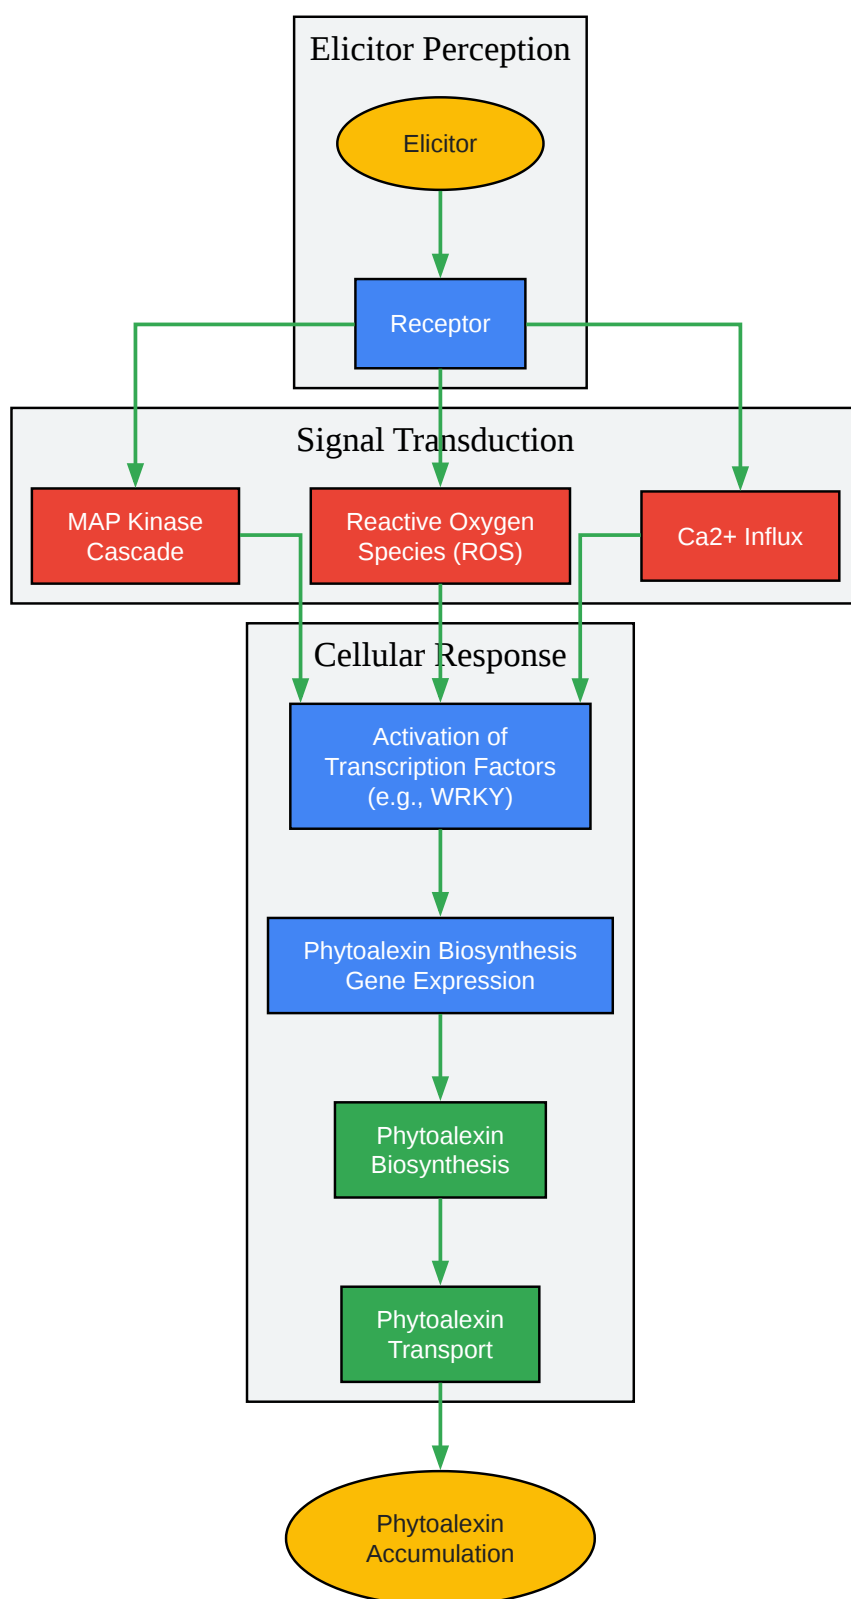 Elicitor Perception
Elicitor
Receptor
Signal Transduction
MAP Kinase
Cascade
Reactive Oxygen
Species (ROS)
Ca2+ Influx
Cellular Response
Activation of
Transcription Factors
(e.g., WRKY)
Phytoalexin Biosynthesis
Gene Expression
Phytoalexin
Biosynthesis
Phytoalexin
Transport
Phytoalexin
Accumulation